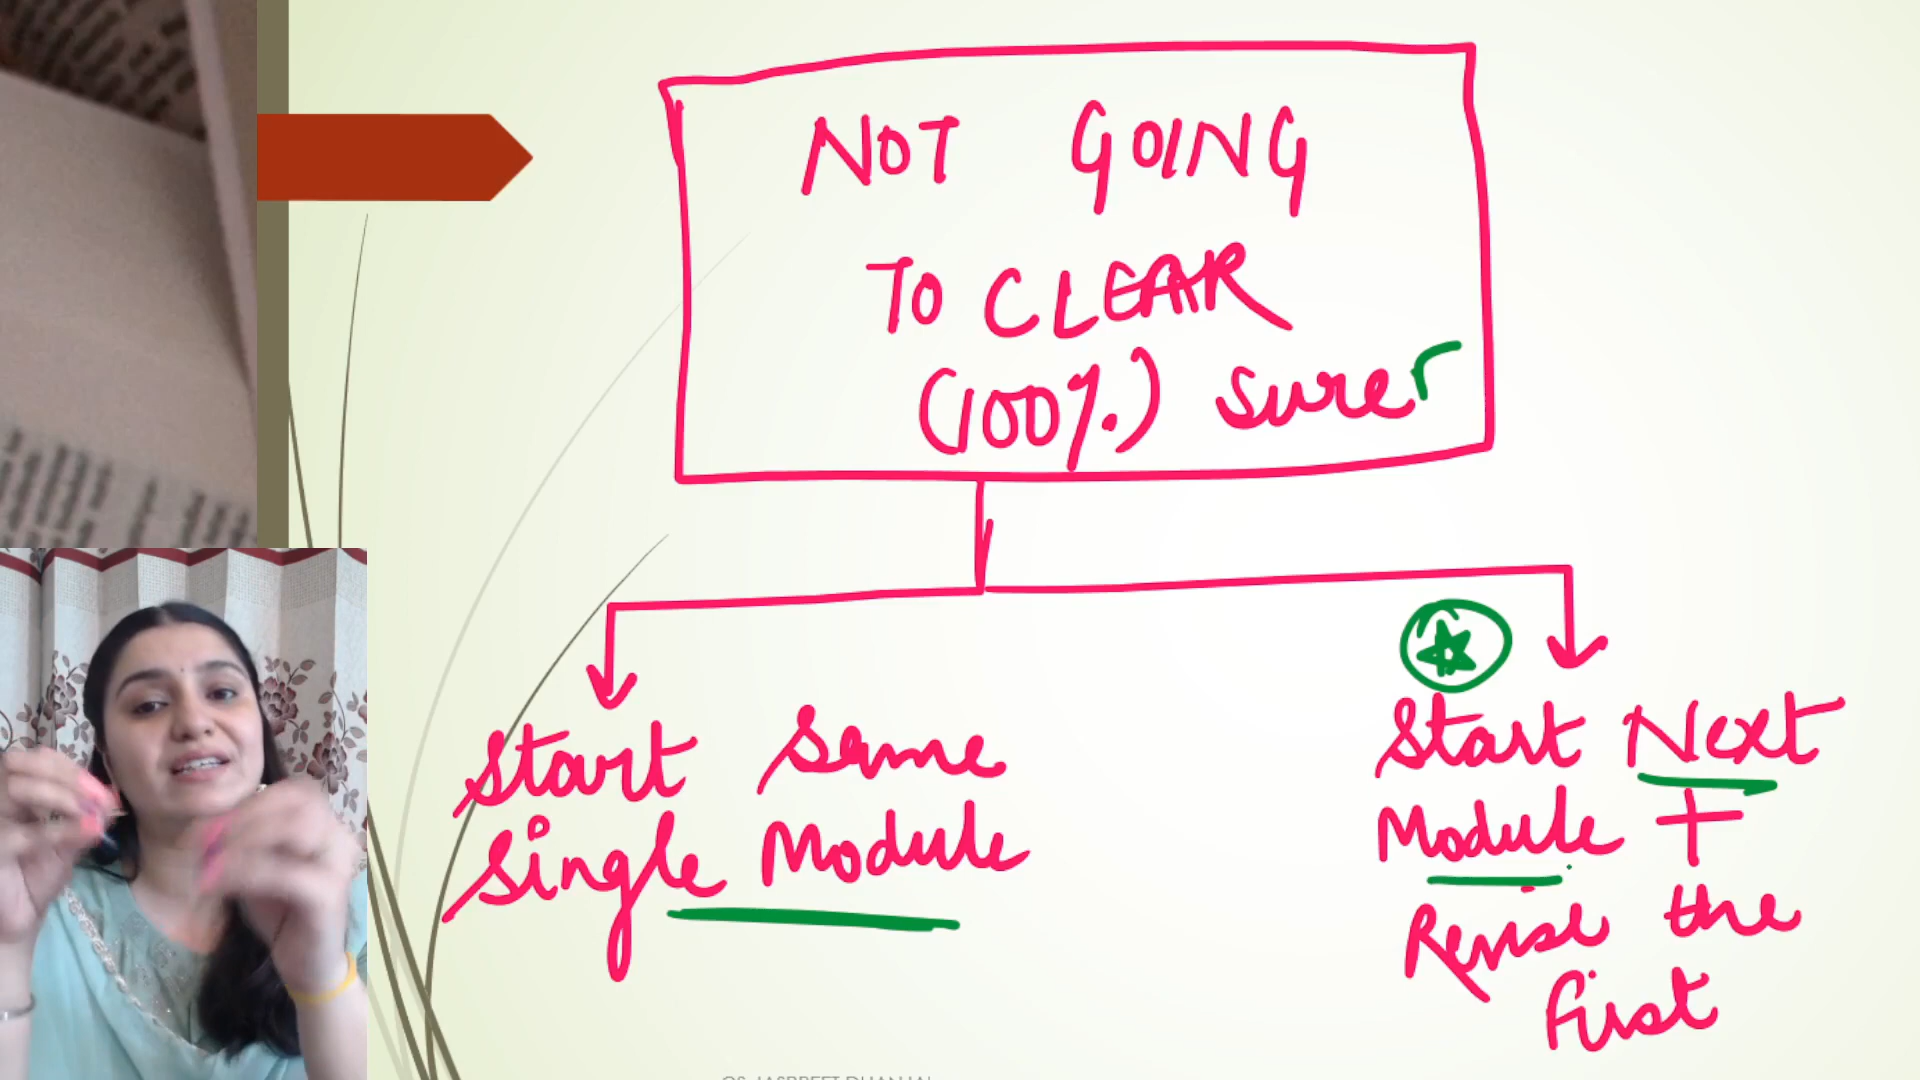 NOT GOING
TO CLEAR
(100%) sure
Start Same
Single Module
Start Next
Module +
Revise the
first